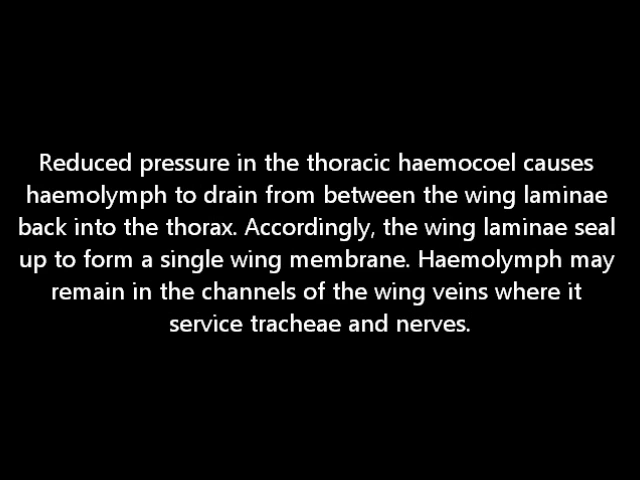 Reduced pressure in the thoracic haemocoel causes
haemolymph to drain from between the wing laminae
back into the thorax. Accordingly, the wing laminae seal
up to form a single wing membrane. Haemolymph may
remain in the channels of the wing veins where it
service tracheae and nerves.